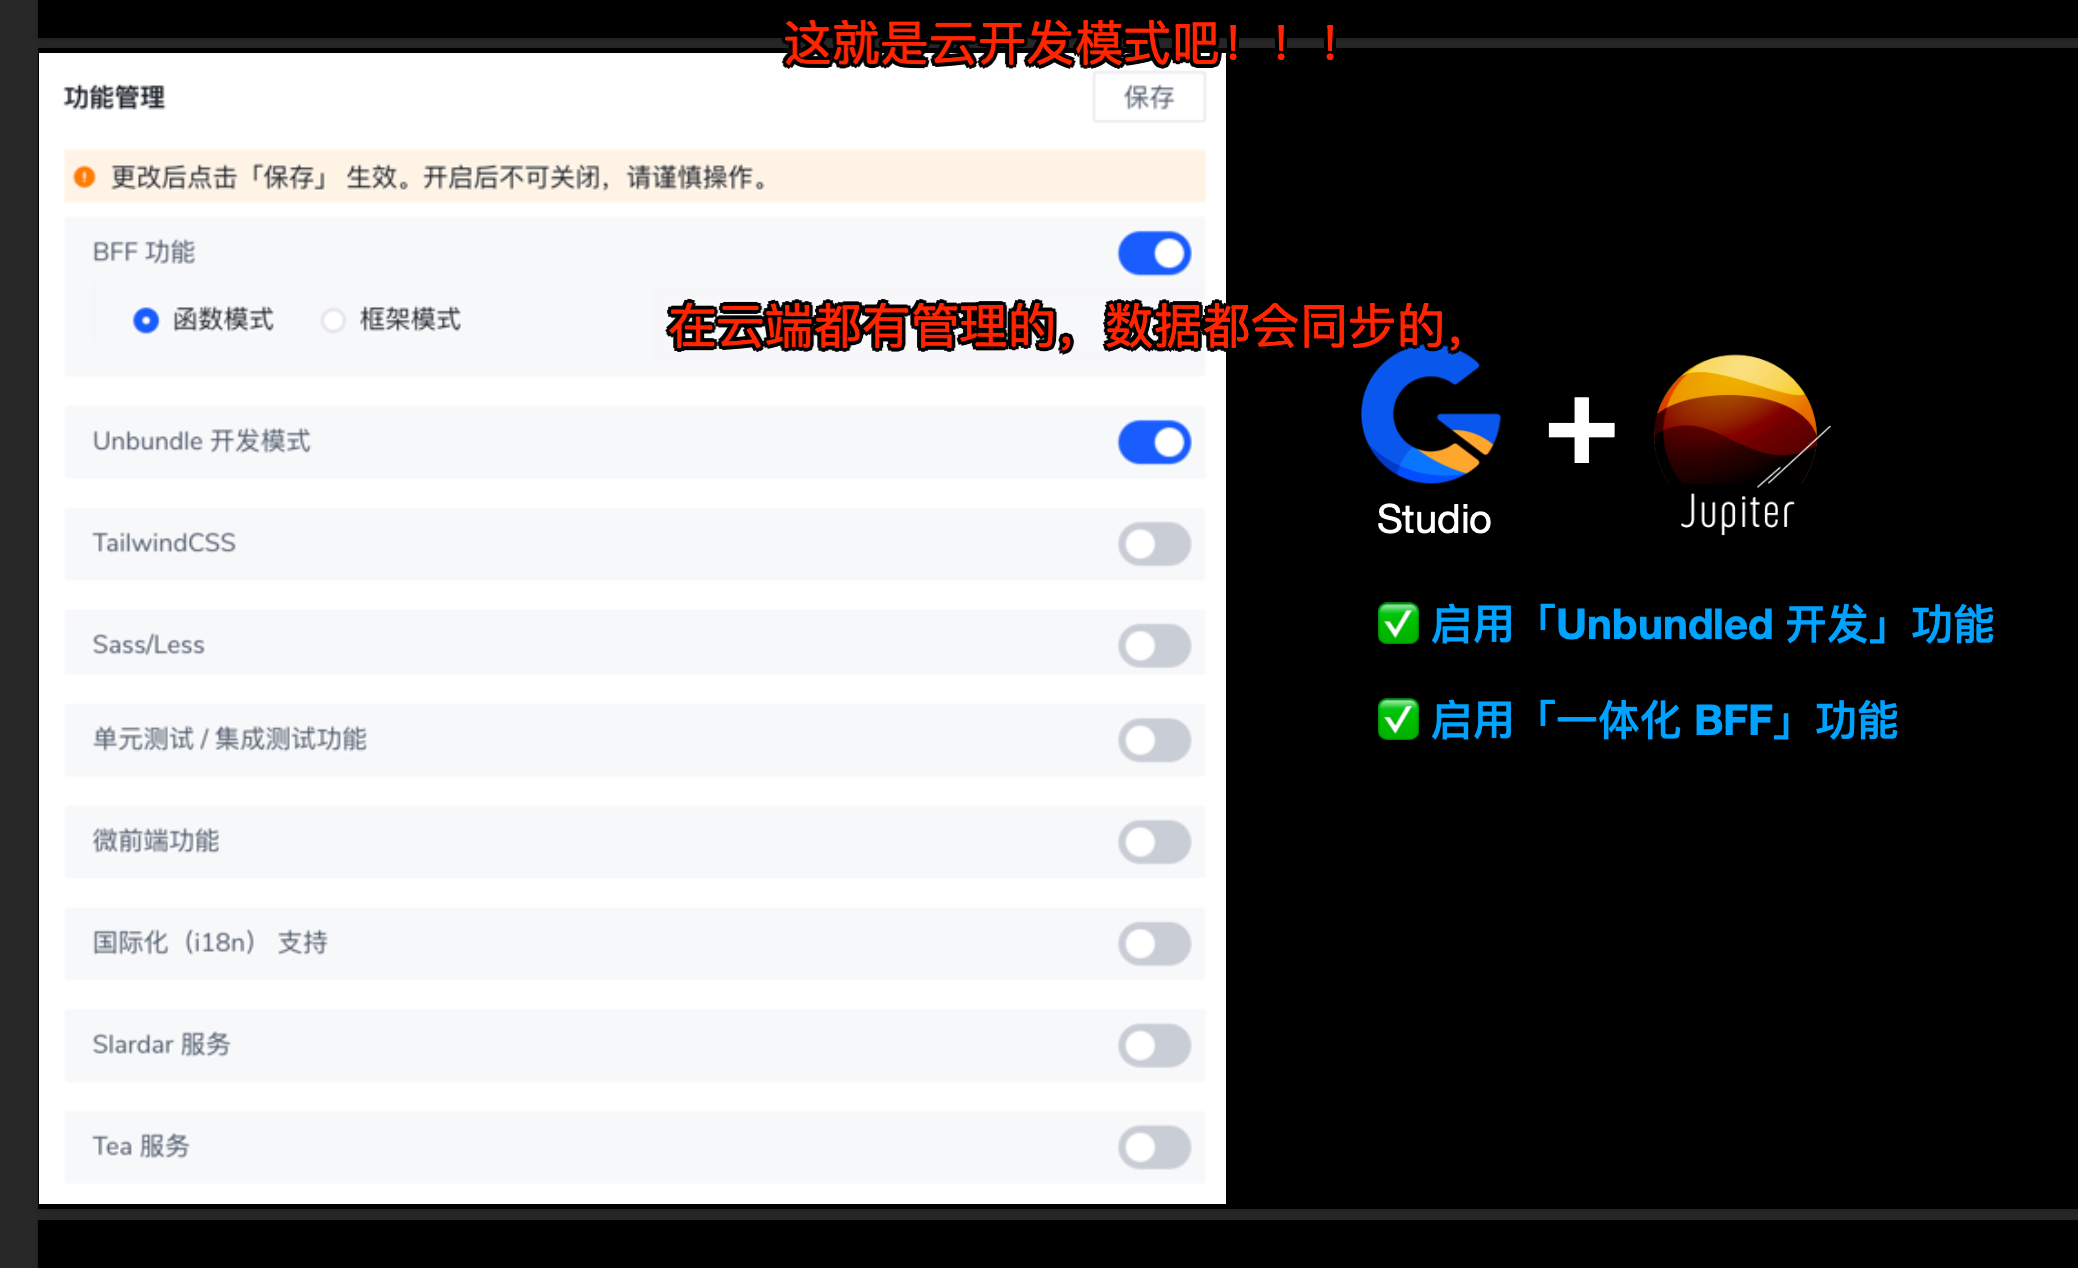 这就是云开发模式吧！！！
功能管理
保存
更改后点击「保存」 生效。开启后不可关闭，请谨慎操作。
BFF 功能
函数模式
框架模式
在云端都有管理的，数据都会同步的，
Unbundle 开发模式
TailwindCSS
Sass/Less
单元测试 / 集成测试功能
微前端功能
国际化（i18n） 支持
Slardar 服务
Tea 服务
Studio
+
Jupiter
✅ 启用「Unbundled 开发」功能
✅ 启用「一体化 BFF」功能